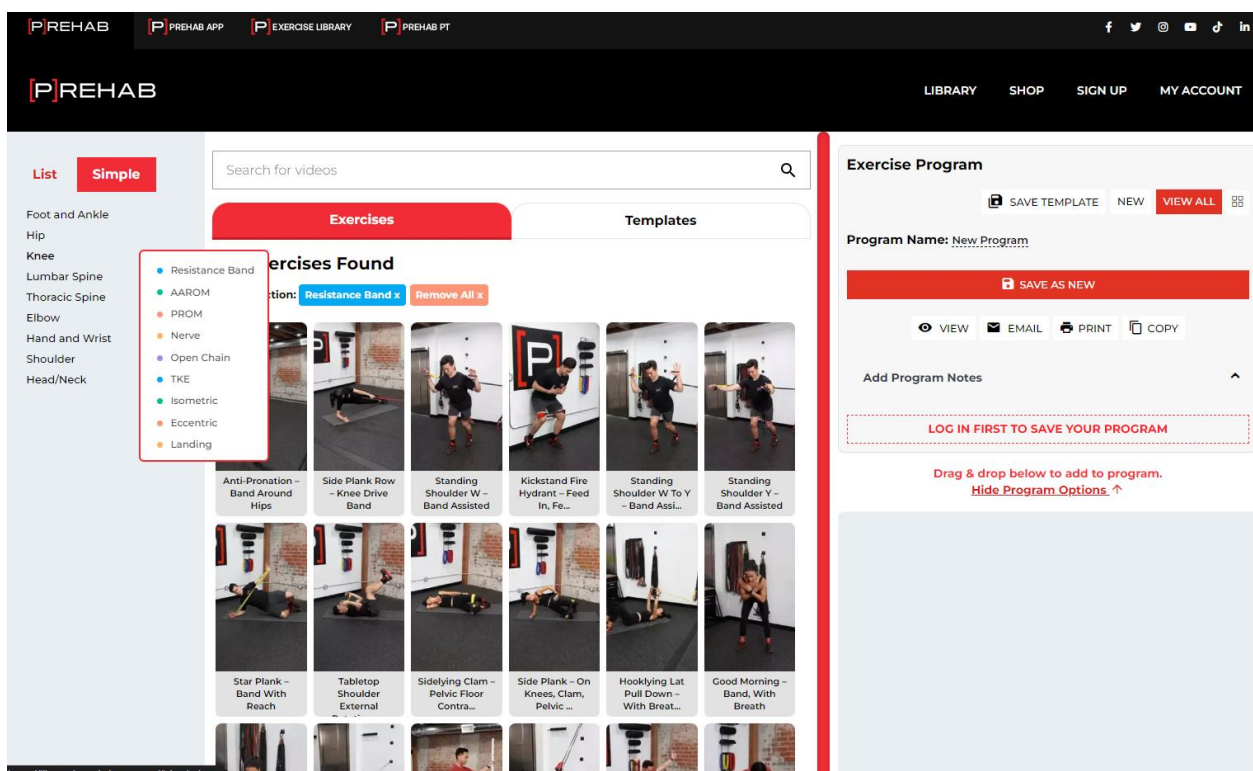 [P]REHAB
[P] PREHAB APP
[P] EXERCISE LIBRARY
[P] PREHAB PT
[P]REHAB
LIBRARY
SHOP
SIGN UP
MY ACCOUNT
List
Simple
Foot and Ankle
Hip
Knee
Lumbar Spine
Thoracic Spine
Elbow
Hand and Wrist
Shoulder
Head/Neck
Resistance Band
AAROM
PROM
Nerve
Open Chain
TKE
Isometric
Eccentric
Landing
Search for videos
Exercises
Templates
ercises Found
tion:
Resistance Band x
Remove All x
Anti-Pronation –
Band Around
Hips
Side Plank Row
– Knee Drive
Band
Standing
Shoulder W –
Band Assisted
Kickstand Fire
Hydrant – Feed
In, Fe...
Standing
Shoulder W To Y
– Band Assi...
Standing
Shoulder Y –
Band Assisted
Star Plank –
Band With
Reach
Tabletop
Shoulder
External
Sidelying Clam –
Pelvic Floor
Contra...
Side Plank – On
Knees, Clam,
Pelvic ...
Hooklying Lat
Pull Down –
With Breat...
Good Morning –
Band, With
Breath
Exercise Program
SAVE TEMPLATE
NEW
VIEW ALL
Program Name: New Program
SAVE AS NEW
VIEW
EMAIL
PRINT
COPY
Add Program Notes
LOG IN FIRST TO SAVE YOUR PROGRAM
Drag & drop below to add to program.
Hide Program Options ↑